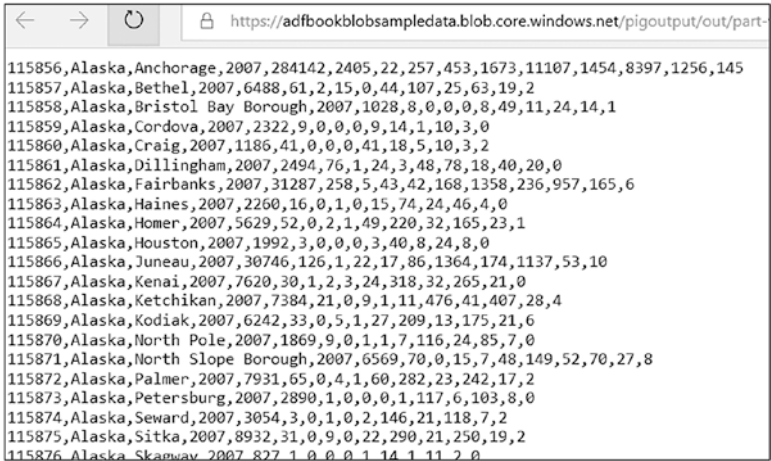 https://adfbookblobsampledata.blob.core.windows.net/pigoutput/out/part-
115856,Alaska,Anchorage,2007,284142,2405,22,257,453,1673,11107,1454,8397,1256,145
115857,Alaska,Bethel,2007,6488,61,2,15,0,44,107,25,63,19,2
115858,Alaska,Bristol Bay Borough,2007,1028,8,0,0,0,8,49,11,24,14,1
115859,Alaska,Cordova,2007,2322,9,0,0,0,9,14,1,10,3,0
115860,Alaska,Craig,2007,1186,41,0,0,0,41,18,5,10,3,2
115861,Alaska,Dillingham,2007,2494,76,1,24,3,48,78,18,40,20,0
115862,Alaska,Fairbanks,2007,31287,258,5,43,42,168,1358,236,957,165,6
115863,Alaska,Haines,2007,2260,16,0,1,0,15,74,24,46,4,0
115864,Alaska,Homer,2007,5629,52,0,2,1,49,220,32,165,23,1
115865,Alaska,Houston,2007,1992,3,0,0,0,3,40,8,24,8,0
115866,Alaska,Juneau,2007,30746,126,1,22,17,86,1364,174,1137,53,10
115867,Alaska,Kenai,2007,7620,30,1,2,3,24,318,32,265,21,0
115868,Alaska,Ketchikan,2007,7384,21,0,9,1,11,476,41,407,28,4
115869,Alaska,Kodiak,2007,6242,33,0,5,1,27,209,13,175,21,6
115870,Alaska,North Pole,2007,1869,9,0,1,1,7,116,24,85,7,0
115871,Alaska,North Slope Borough,2007,6569,70,0,15,7,48,149,52,70,27,8
115872,Alaska,Palmer,2007,7931,65,0,4,1,60,282,23,242,17,2
115873,Alaska,Petersburg,2007,2890,1,0,0,0,1,117,6,103,8,0
115874,Alaska,Seward,2007,3054,3,0,1,0,2,146,21,118,7,2
115875,Alaska,Sitka,2007,8932,31,0,9,0,22,290,21,250,19,2
115876,Alaska,Skagway,2007,827,1,0,0,0,1,14,1,11,2,0